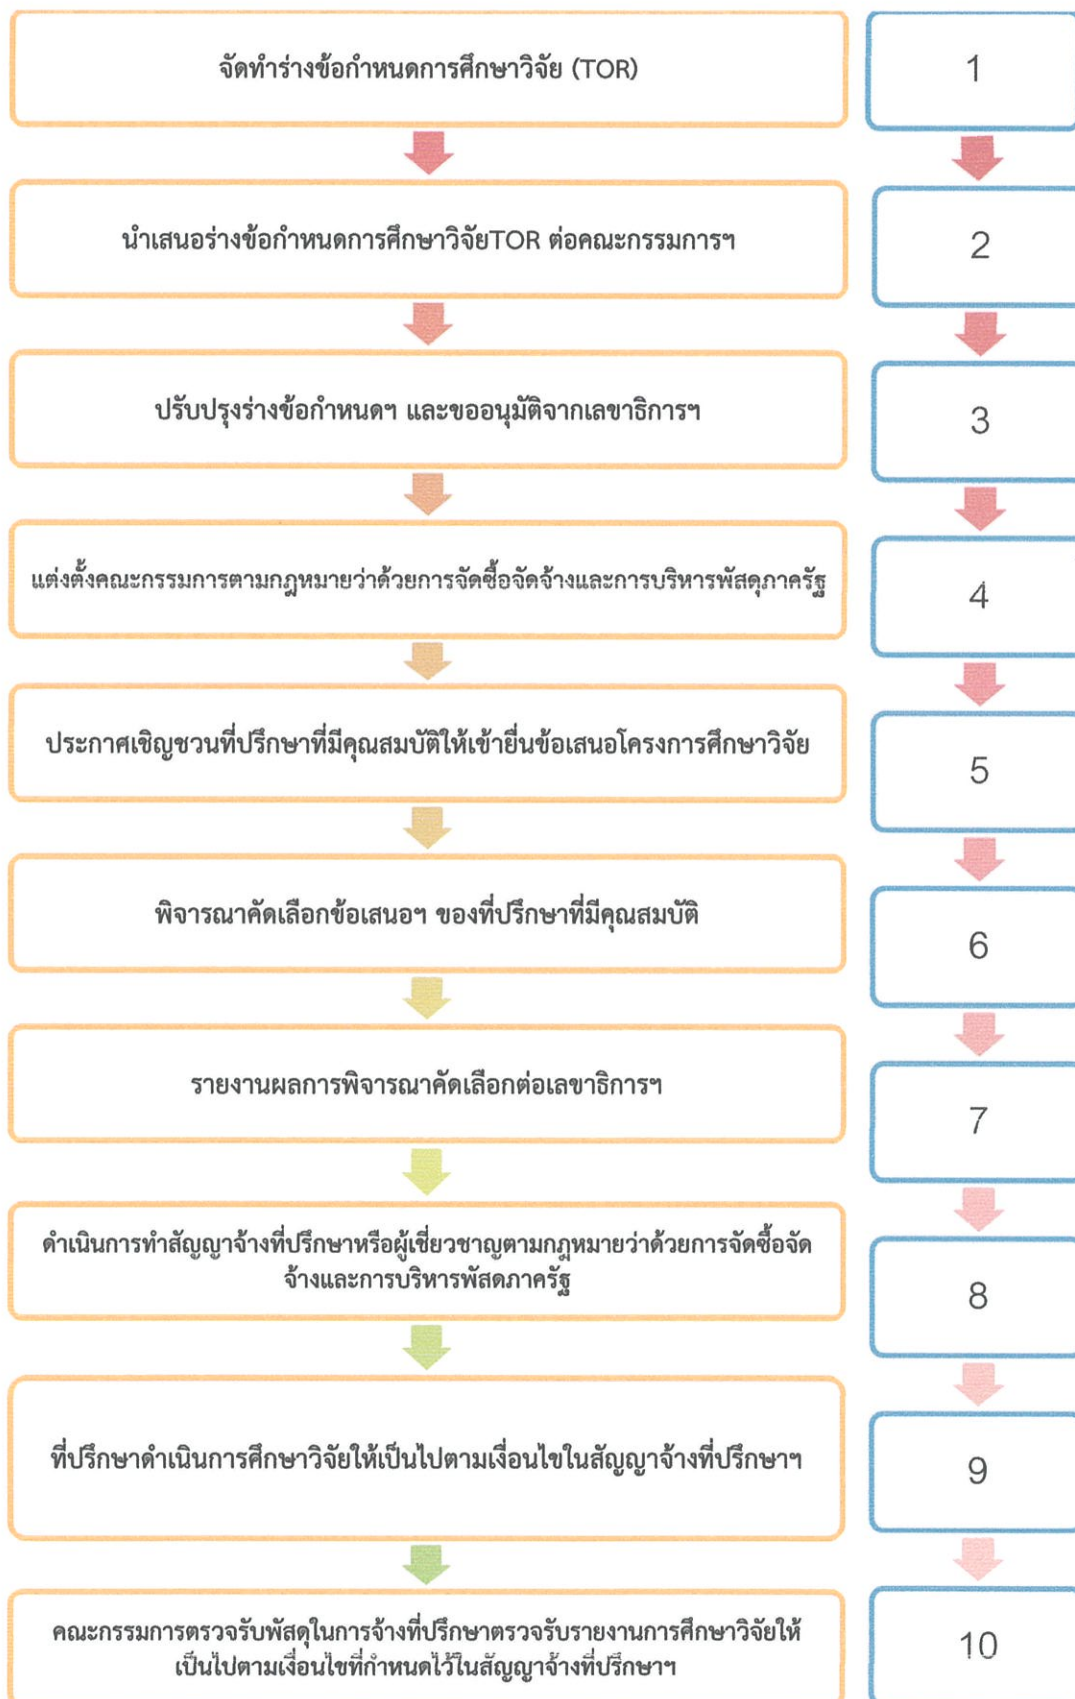 จัดทำร่างข้อกำหนดการศึกษาวิจัย (TOR)
1
นำเสนอร่างข้อกำหนดการศึกษาวิจัยTOR ต่อคณะกรรมการฯ
2
ปรับปรุงร่างข้อกำหนดฯ และขออนุมัติจากเลขาธิการฯ
3
แต่งตั้งคณะกรรมการตามกฎหมายว่าด้วยการจัดซื้อจัดจ้างและการบริหารพัสดุภาครัฐ
4
ประกาศเชิญชวนที่ปรึกษาที่มีคุณสมบัติให้เข้ายื่นข้อเสนอโครงการศึกษาวิจัย
5
พิจารณาคัดเลือกข้อเสนอฯ ของที่ปรึกษาที่มีคุณสมบัติ
6
รายงานผลการพิจารณาคัดเลือกต่อเลขาธิการฯ
7
ดำเนินการทำสัญญาจ้างที่ปรึกษาหรือผู้เชี่ยวชาญตามกฎหมายว่าด้วยการจัดซื้อจัด
จ้างและการบริหารพัสดภาครัฐ
8
ที่ปรึกษาดำเนินการศึกษาวิจัยให้เป็นไปตามเงื่อนไขในสัญญาจ้างที่ปรึกษาฯ
9
คณะกรรมการตรวจรับพัสดุในการจ้างที่ปรึกษาตรวจรับรายงานการศึกษาวิจัยให้
เป็นไปตามเงื่อนไขที่กำหนดไว้ในสัญญาจ้างที่ปรึกษาฯ
10